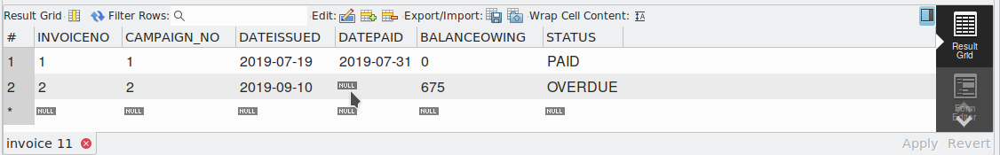 Result Grid Filter Rows: Edit: Export/Import: Wrap Cell Content: IA
# INVOICENO CAMPAIGN_NO DATEISSUED DATEPAID BALANCEOWING STATUS
1 1 1 2019-07-19 2019-07-31 0 PAID
2 2 2 2019-09-10 NULL 675 OVERDUE
* NULL NULL NULL NULL NULL NULL
Result
Grid
Form
Editor
invoice 11 Apply Revert